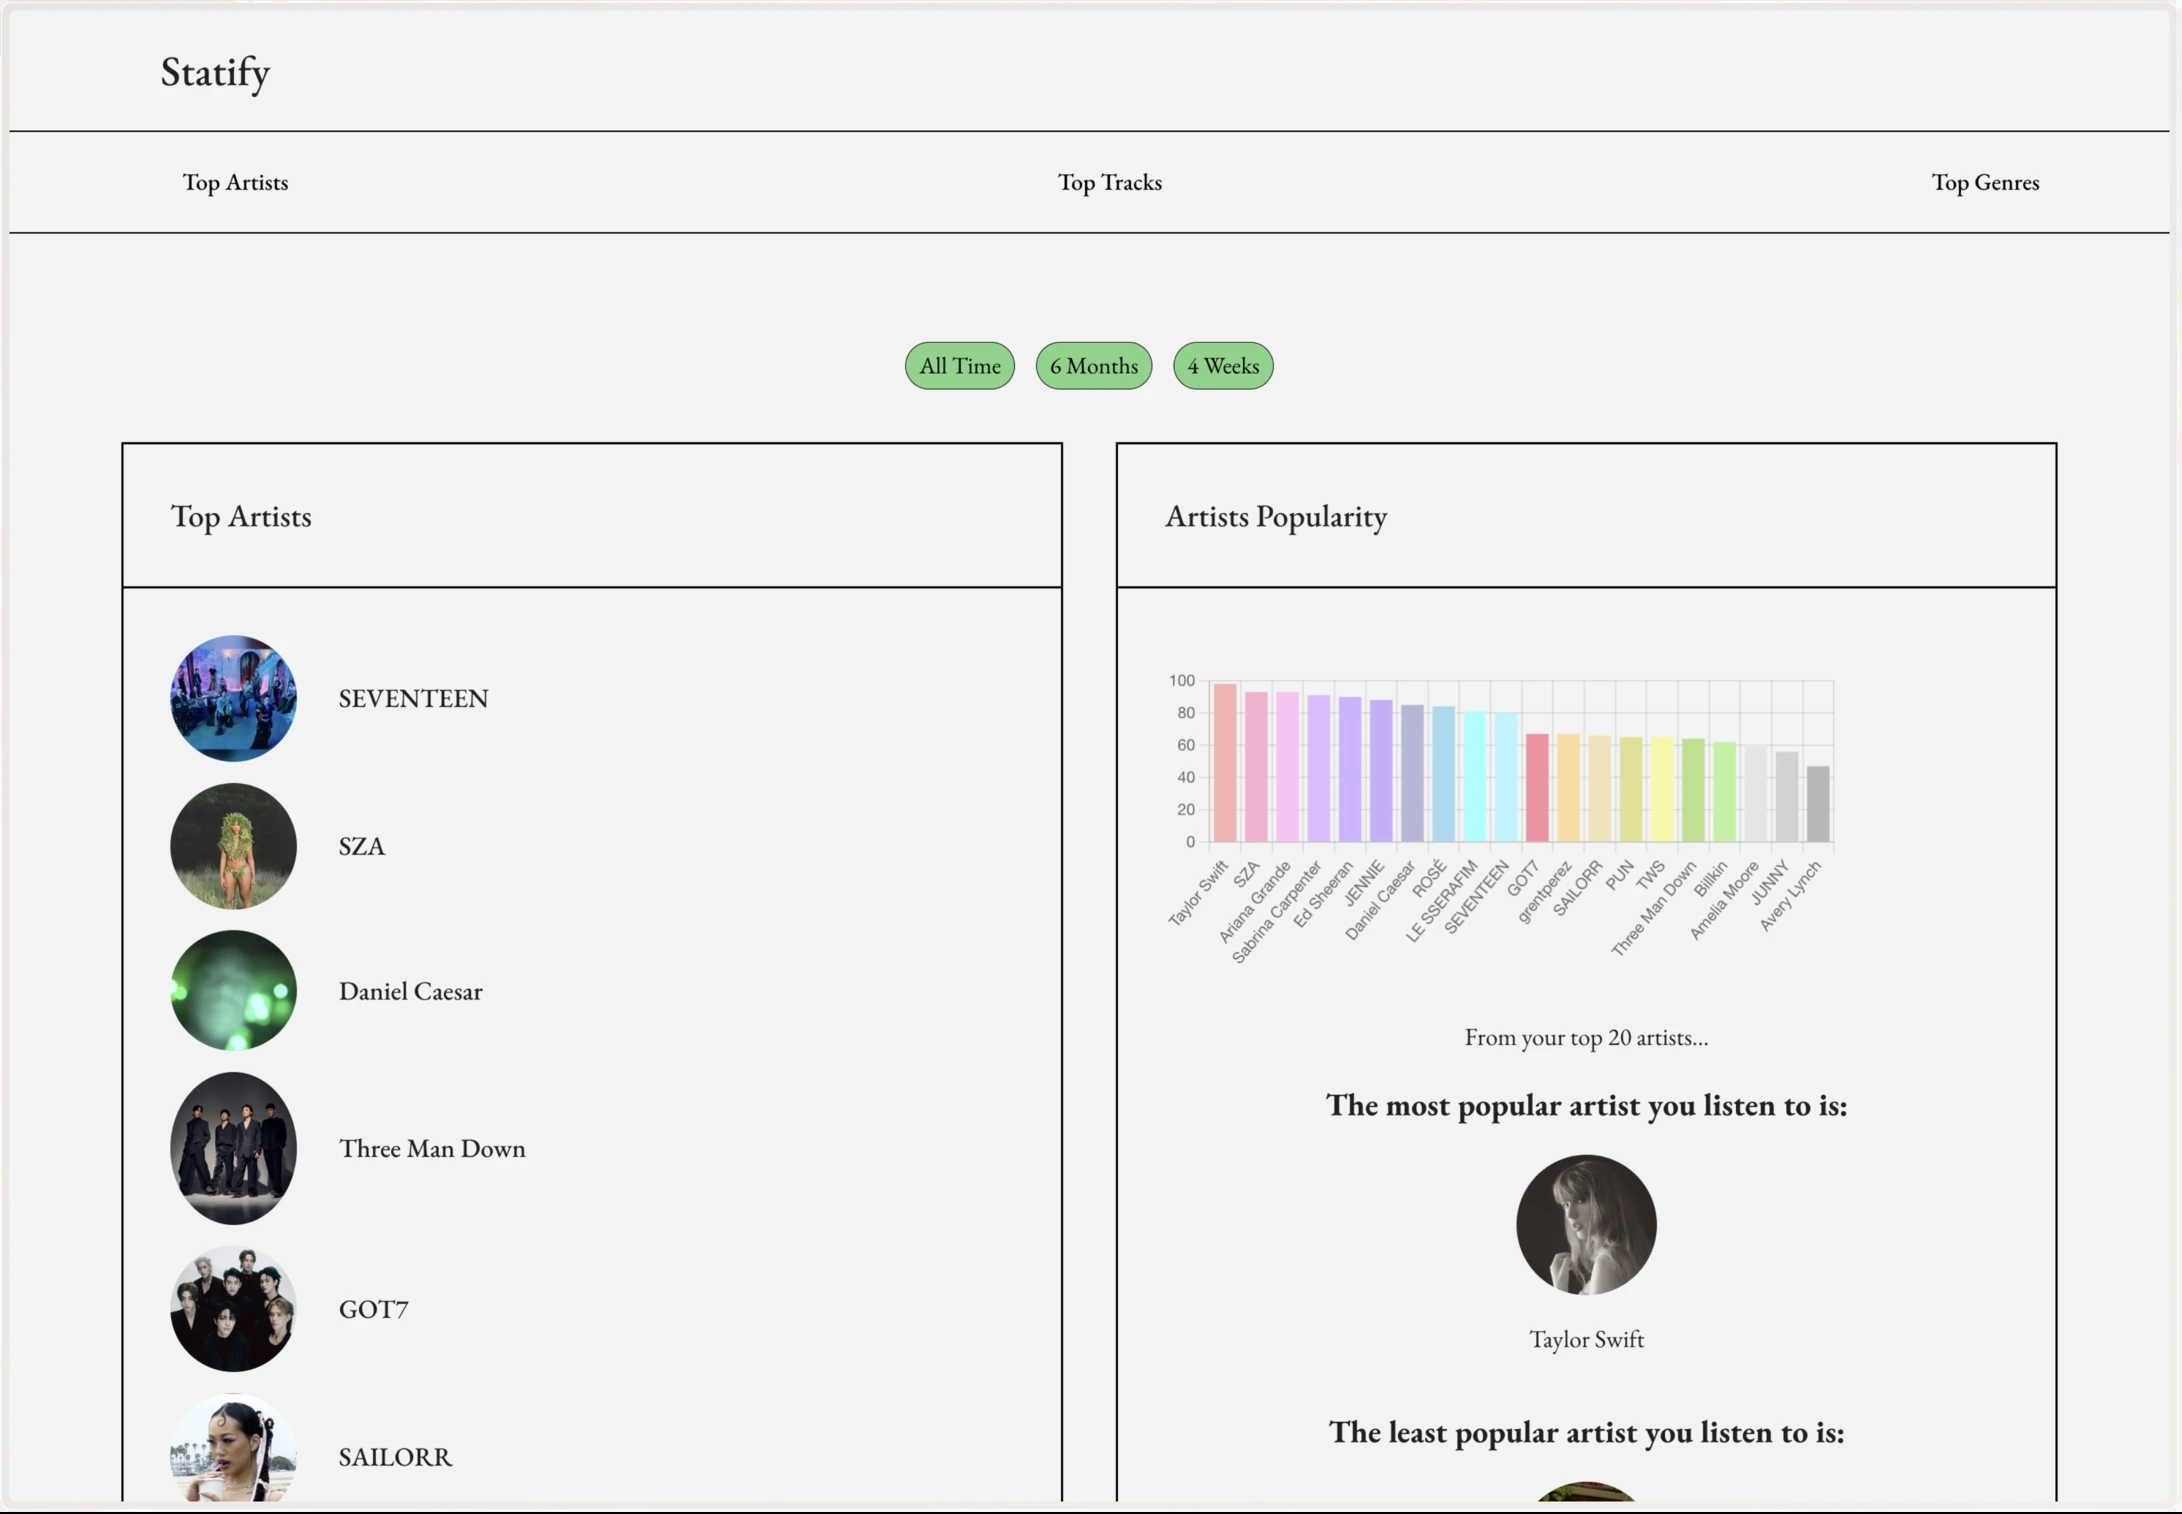 Statify
Top Artists
Top Tracks
Top Genres
All Time
6 Months
4 Weeks
Top Artists
SEVENTEEN
SZA
Daniel Caesar
Three Man Down
GOT7
SAILORR
Artists Popularity
100
80
60
40
20
0
Taylor Swift
SZA
Ariana Grande
Sabrina Carpenter
Ed Sheeran
JENNIE
Daniel Caesar
ROSÉ
LE SSERAFIM
SEVENTEEN
GOT7
grentperez
SAILORR
PUN
TWS
Three Man Down
Billkin
Amelia Moore
JUNNY
Avery Lynch
From your top 20 artists...
The most popular artist you listen to is:
Taylor Swift
The least popular artist you listen to is: